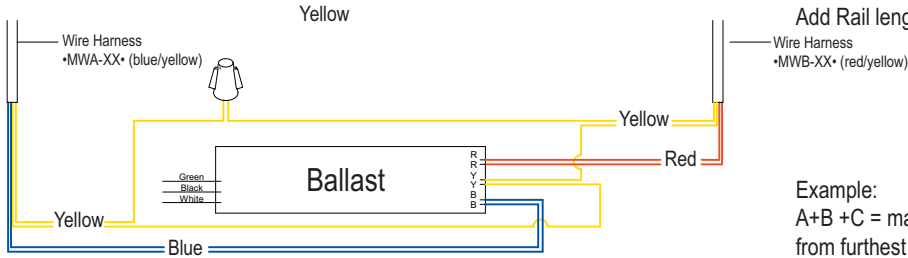 Yellow
Wire Harness
•MWA-XX• (blue/yellow)
Add Rail leng
Wire Harness
•MWB-XX• (red/yellow)
Yellow
Red
Green
Black
White
Ballast
R
R
Y
Y
B
B
Yellow
Blue
Example:
A+B +C = ma
from furthest